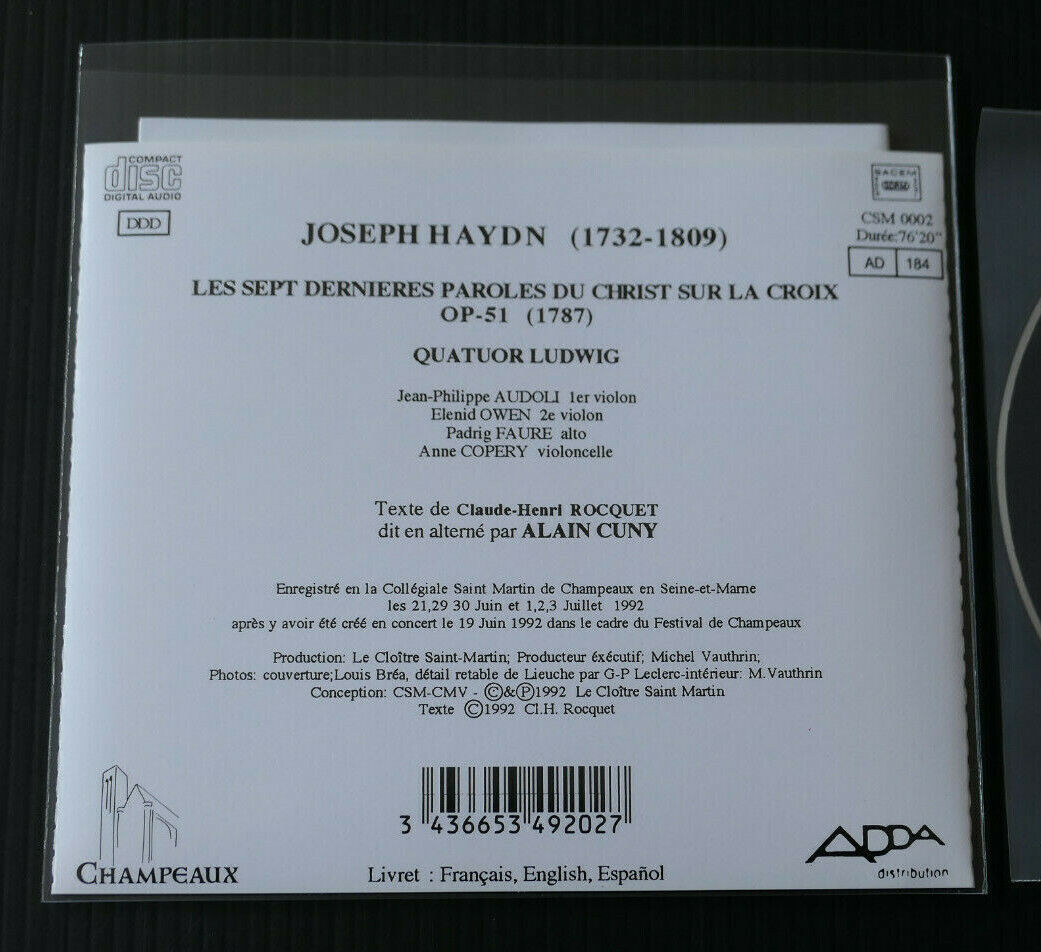 COMPACT
disc
DIGITAL AUDIO
DDD
SACEM
CSM 0002
Durée:76'20"
AD 184
JOSEPH HAYDN (1732-1809)
LES SEPT DERNIERES PAROLES DU CHRIST SUR LA CROIX
OP-51 (1787)
QUATUOR LUDWIG
Jean-Philippe AUDOLI 1er violon
Elenid OWEN 2e violon
Padrig FAURE alto
Anne COPERY violoncelle
Texte de Claude-Henri ROCQUET
dit en alterné par ALAIN CUNY
Enregistré en la Collégiale Saint Martin de Champeaux en Seine-et-Marne
les 21,29 30 Juin et 1,2,3 Juillet 1992
après y avoir été créé en concert le 19 Juin 1992 dans le cadre du Festival de Champeaux
Production: Le Cloître Saint-Martin; Producteur éxécutif; Michel Vauthrin;
Photos: couverture;Louis Bréa, détail retable de Lieuche par G-P Leclerc-intérieur: M.Vauthrin
Conception: CSM-CMV - ©&℗1992 Le Cloître Saint Martin
Texte ©1992 Cl.H. Rocquet
3 436653 492027
CHAMPEAUX
Livret : Français, English, Español
ADDA
distribution